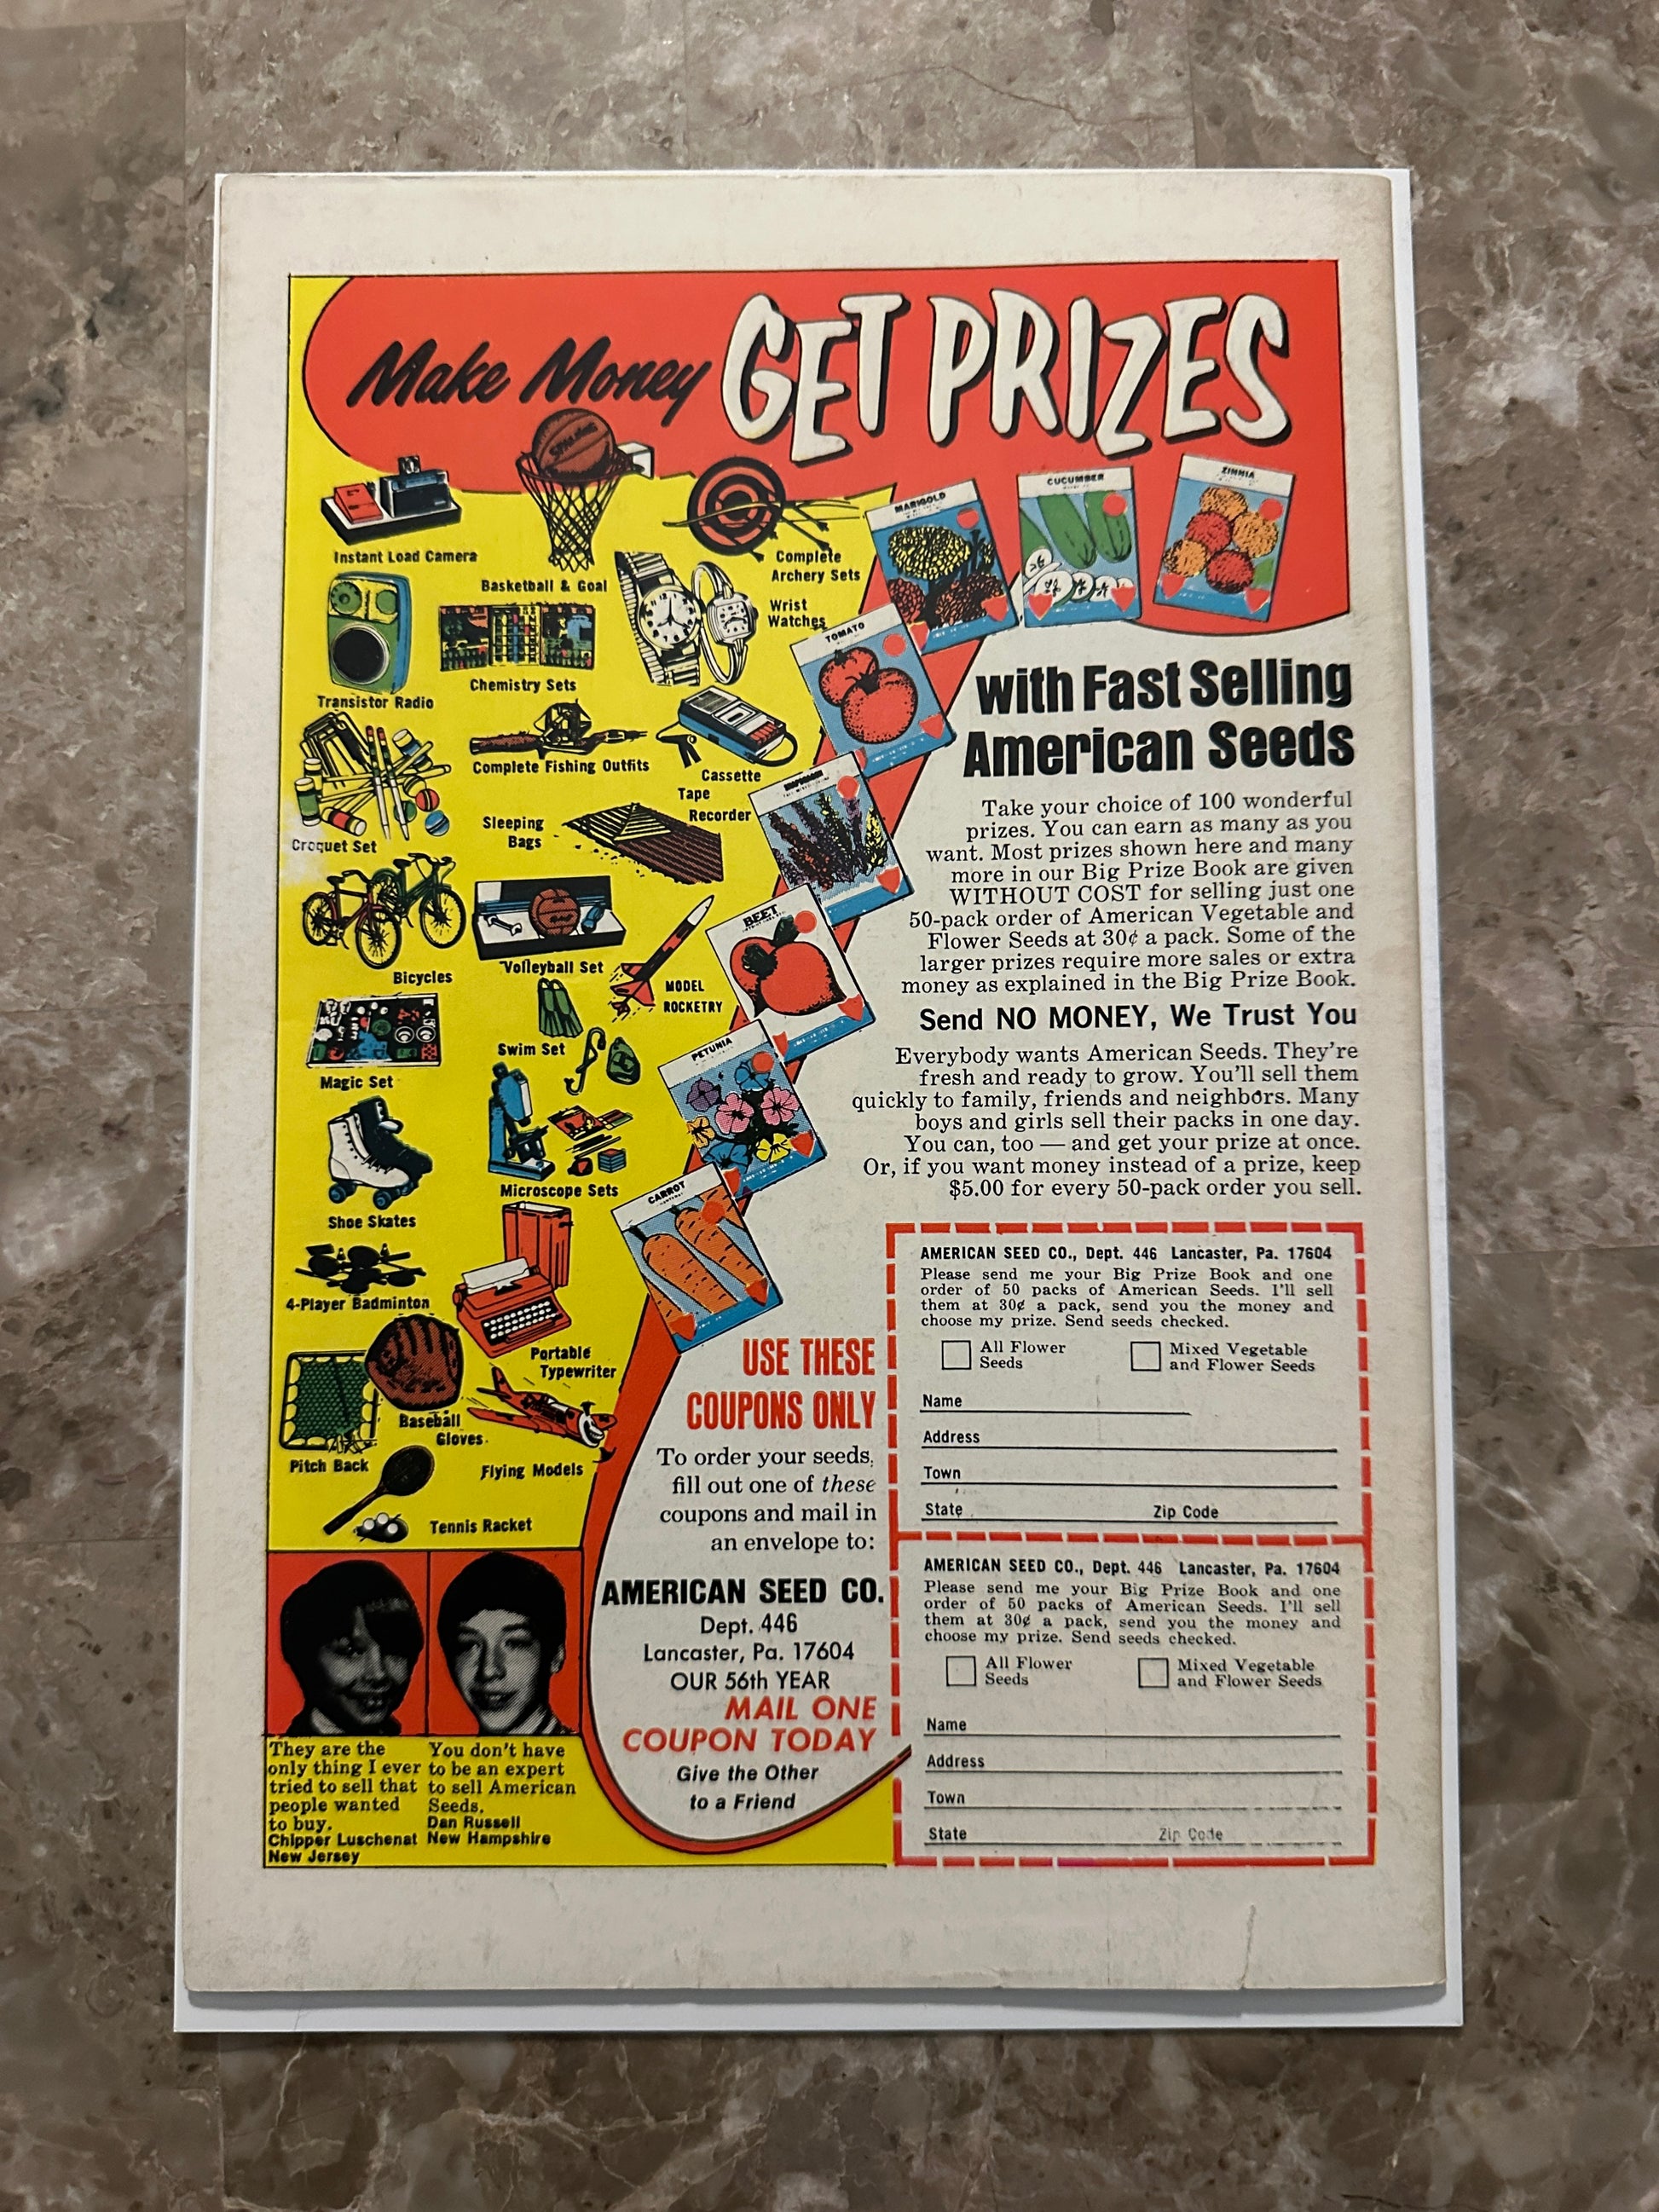 Make Money GET PRIZES
SPALDING
Instant Load Camera
Basketball & Goal
Complete
Archery Sets
Wrist
Watches
Transistor Radio
Chemistry Sets
Complete Fishing Outfits
Cassette
Tape
Recorder
Croquet Set
Sleeping
Bags
Bicycles
Volleyball Set
MODEL
ROCKETRY
Swim Set
Magic Set
Microscope Sets
Shoe Skates
4-Player Badminton
Portable
Typewriter
Baseball
Gloves
Pitch Back
Flying Models
Tennis Racket
MARIGOLD
CUCUMBER
ZINNIA
TOMATO
BEET
PETUNIA
CARROT
with Fast Selling
American Seeds
Take your choice of 100 wonderful
prizes. You can earn as many as you
want. Most prizes shown here and many
more in our Big Prize Book are given
WITHOUT COST for selling just one
50-pack order of American Vegetable and
Flower Seeds at 30¢ a pack. Some of the
larger prizes require more sales or extra
money as explained in the Big Prize Book.
Send NO MONEY, We Trust You
Everybody wants American Seeds. They're
fresh and ready to grow. You'll sell them
quickly to family, friends and neighbors. Many
boys and girls sell their packs in one day.
You can, too — and get your prize at once.
Or, if you want money instead of a prize, keep
$5.00 for every 50-pack order you sell.
USE THESE
COUPONS ONLY
To order your seeds,
fill out one of these
coupons and mail in
an envelope to:
AMERICAN SEED CO.
Dept. 446
Lancaster, Pa. 17604
OUR 56th YEAR
MAIL ONE
COUPON TODAY
Give the Other
to a Friend
AMERICAN SEED CO., Dept. 446 Lancaster, Pa. 17604
Please send me your Big Prize Book and one
order of 50 packs of American Seeds. I'll sell
them at 30¢ a pack, send you the money and
choose my prize. Send seeds checked.
All Flower
Seeds
Mixed Vegetable
and Flower Seeds
Name
Address
Town
State Zip Code
AMERICAN SEED CO., Dept. 446 Lancaster, Pa. 17604
Please send me your Big Prize Book and one
order of 50 packs of American Seeds. I'll sell
them at 30¢ a pack, send you the money and
choose my prize. Send seeds checked.
All Flower
Seeds
Mixed Vegetable
and Flower Seeds
Name
Address
Town
State Zip Code
They are the
only thing I ever
tried to sell that
people wanted
to buy.
Chipper Luschenat
New Jersey
You don't have
to be an expert
to sell American
Seeds.
Dan Russell
New Hampshire